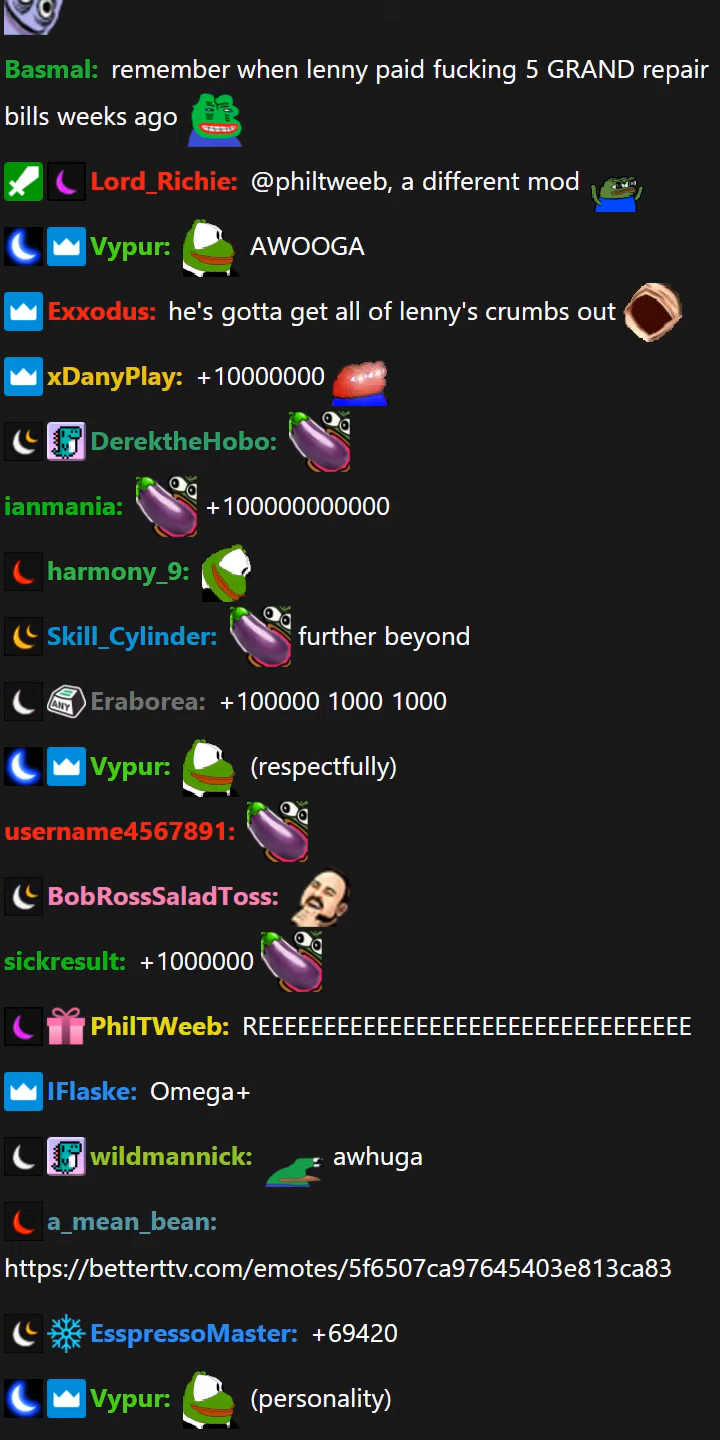 Basmal: remember when lenny paid fucking 5 GRAND repair
bills weeks ago
Lord_Richie: @philtweeb, a different mod
Vypur: AWOOGA
Exxodus: he's gotta get all of lenny's crumbs out
xDanyPlay: +10000000
DerektheHobo:
ianmania: +100000000000
harmony_9:
Skill_Cylinder: further beyond
ANY Eraborea: +100000 1000 1000
Vypur: (respectfully)
username4567891:
BobRossSaladToss:
sickresult: +1000000
PhilTWeeb: REEEEEEEEEEEEEEEEEEEEEEEEEEEEEEEEE
IFlaske: Omega+
wildmannick: awhuga
a_mean_bean:
https://betterttv.com/emotes/5f6507ca97645403e813ca83
EsspressoMaster: +69420
Vypur: (personality)